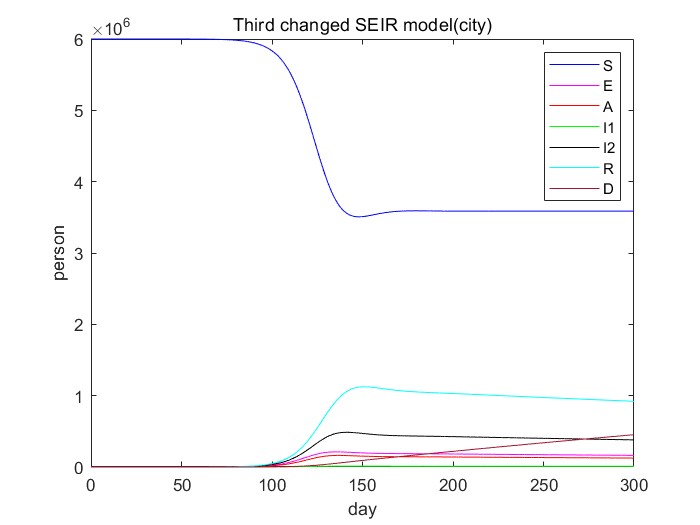 Third changed SEIR model(city)
×10^6
6
5
4
3
2
1
0
person
0 50 100 150 200 250 300
day
S
E
A
I1
I2
R
D